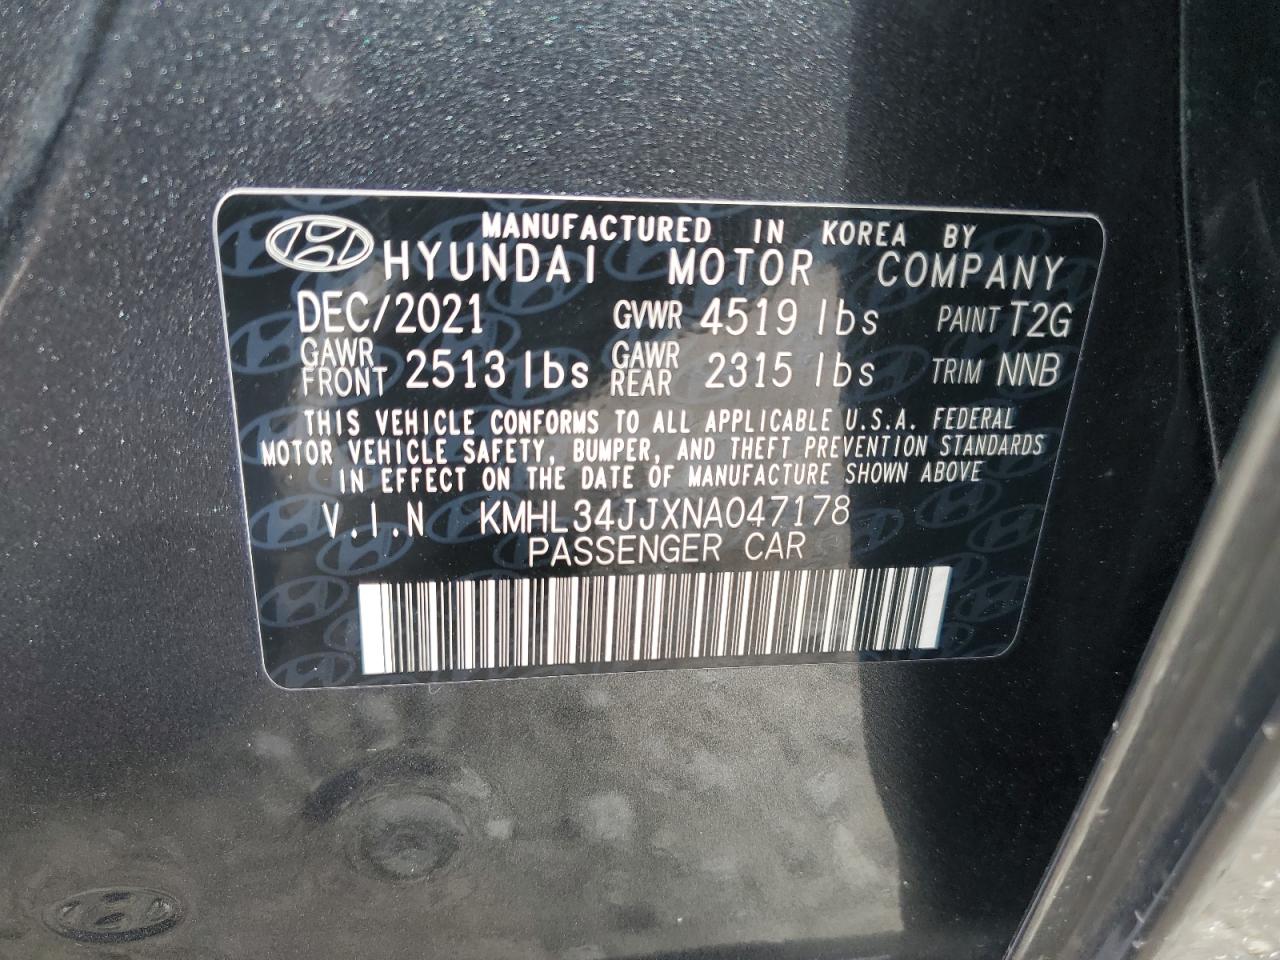 MANUFACTURED IN KOREA BY
HYUNDAI MOTOR COMPANY
DEC/2021 GVWR 4519 lbs PAINT T2G
GAWR FRONT 2513 lbs GAWR REAR 2315 lbs TRIM NNB
THIS VEHICLE CONFORMS TO ALL APPLICABLE U.S.A. FEDERAL
MOTOR VEHICLE SAFETY, BUMPER, AND THEFT PREVENTION STANDARDS
IN EFFECT ON THE DATE OF MANUFACTURE SHOWN ABOVE
V.I.N KMHL34JJXNA047178
PASSENGER CAR